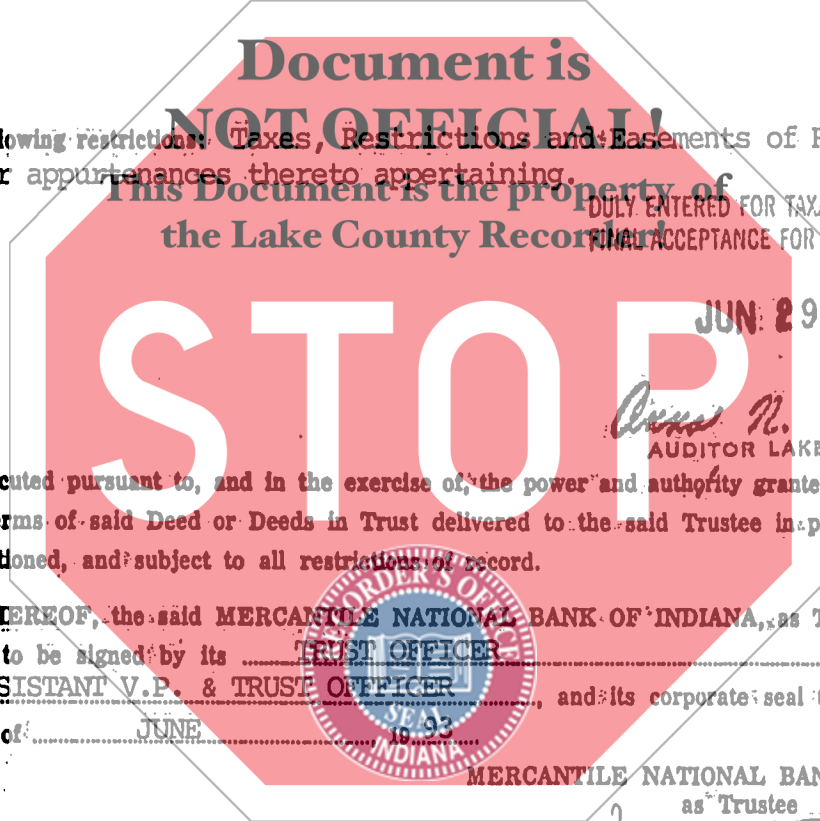 Document is
NOT OFFICIAL!
This Document is the property of
the Lake County Recorder!
STOP
owing restrictions: Taxes, Restrictions and Easements of R
r appurtenances thereto appertaining.
DULY ENTERED FOR TAXA
FINAL ACCEPTANCE FOR
JUN 29
Anna N.
AUDITOR LAKE
cuted pursuant to, and in the exercise of, the power and authority grante
rms of said Deed or Deeds in Trust delivered to the said Trustee in p
tioned, and subject to all restrictions of record.
EREOF, the said MERCANTILE NATIONAL BANK OF INDIANA, as T
to be signed by its TRUST OFFICER
SISTANT V.P. & TRUST OFFFICER, and its corporate seal
of JUNE, 19 93
RECORDER'S OFFICE
SEAL
INDIANA
MERCANTILE NATIONAL BAN
as Trustee